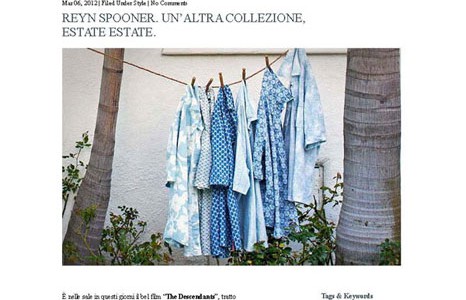 Mar 06, 2012 | Filed Under Style | No Comments
REYN SPOONER. UN'ALTRA COLLEZIONE,
ESTATE ESTATE.
È nelle sale in questi giorni il bel film "The Descendants", tratto
Tags & Keywords